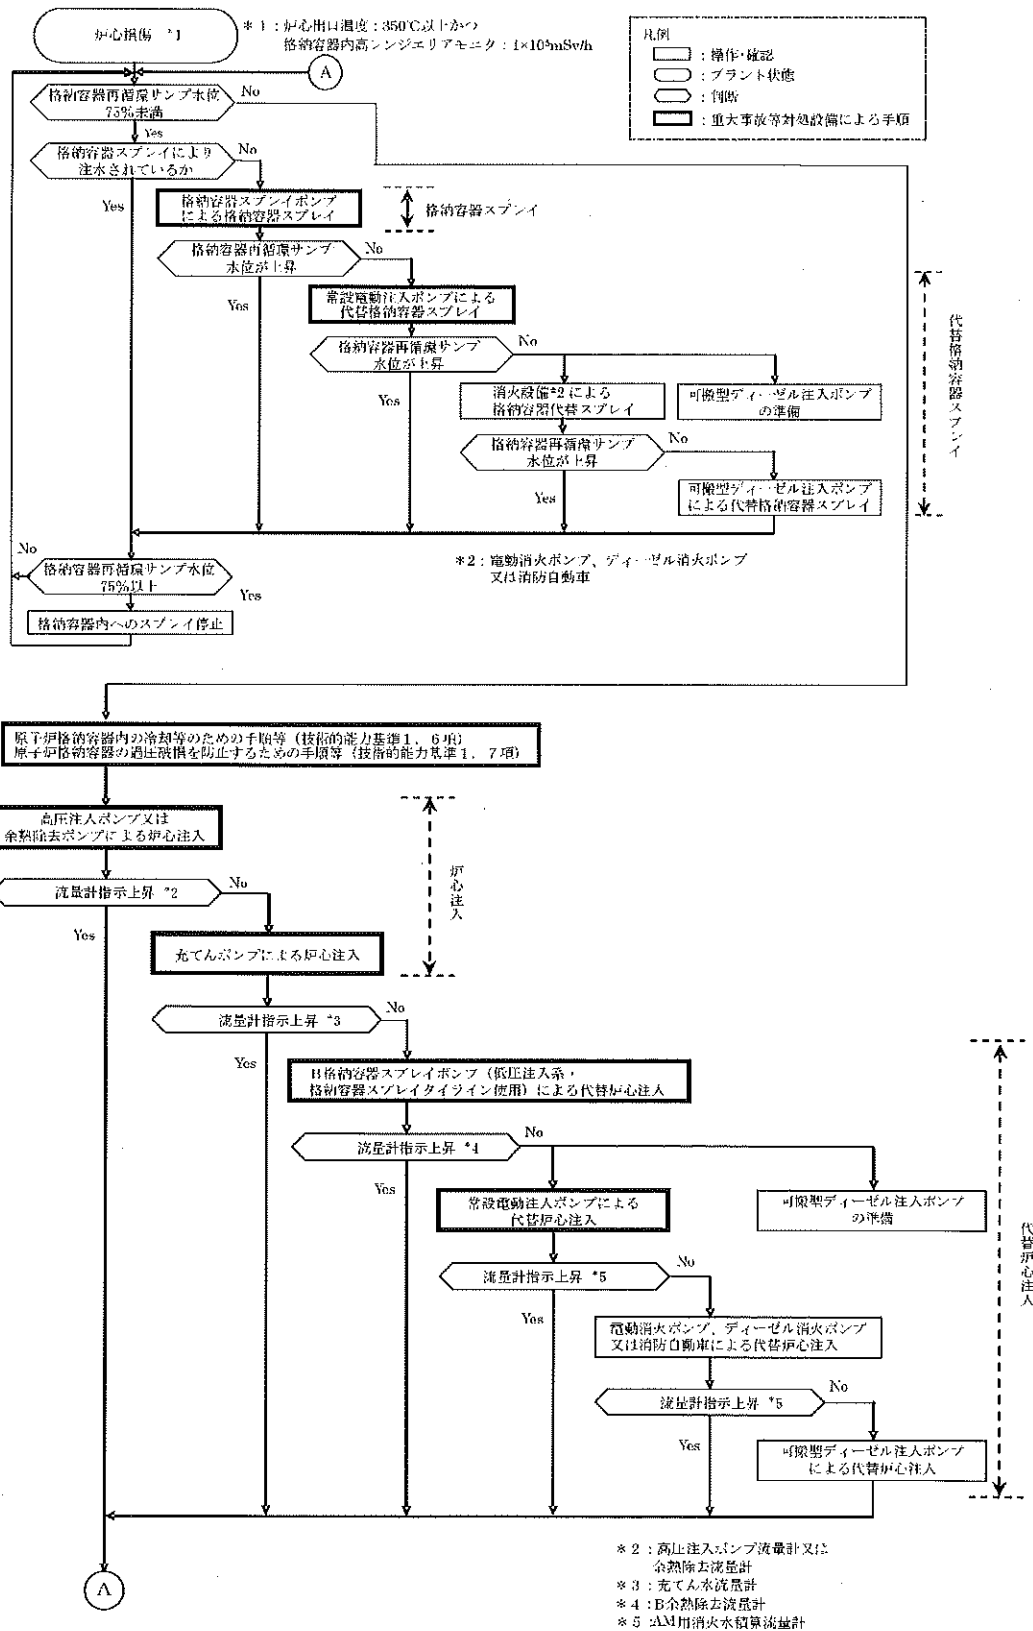 炉心損傷 *1
*1：炉心出口温度：350℃以上かつ
格納容器内高レンジエリアモニタ：1×10⁵mSv/h
凡例
：操作・確認
：プラント状態
：判断
：重大事故等対処設備による手順
A
格納容器再循環サンプ水位
75%未満
No
Yes
格納容器スプレイにより
注水されているか
No
Yes
格納容器スプレイポンプ
による格納容器スプレイ
格納容器スプレイ
格納容器再循環サンプ
水位が上昇
No
Yes
常設電動注入ポンプによる
代替格納容器スプレイ
格納容器再循環サンプ
水位が上昇
No
Yes
消火設備*2による
格納容器代替スプレイ
可搬型ディーゼル注入ポンプ
の準備
格納容器再循環サンプ
水位が上昇
No
Yes
可搬型ディーゼル注入ポンプ
による代替格納容器スプレイ
代替格納容器スプレイ
*2：電動消火ポンプ、ディーゼル消火ポンプ
又は消防自動車
No
格納容器再循環サンプ水位
75%以上
Yes
格納容器内へのスプレイ停止
原子炉格納容器内の冷却等のための手順等（技術的能力基準1．6項）
原子炉格納容器の過圧破損を防止するための手順等（技術的能力基準1．7項）
高圧注入ポンプ又は
余熱除去ポンプによる炉心注入
流量計指示上昇 *2
No
Yes
充てんポンプによる炉心注入
炉心注入
流量計指示上昇 *3
No
Yes
B格納容器スプレイポンプ（低圧注入系・
格納容器スプレイタイライン使用）による代替炉心注入
流量計指示上昇 *4
No
Yes
常設電動注入ポンプによる
代替炉心注入
可搬型ディーゼル注入ポンプ
の準備
流量計指示上昇 *5
No
Yes
電動消火ポンプ、ディーゼル消火ポンプ
又は消防自動車による代替炉心注入
流量計指示上昇 *5
No
Yes
可搬型ディーゼル注入ポンプ
による代替炉心注入
代替炉心注入
A
*2：高圧注入ポンプ流量計又は
余熱除去流量計
*3：充てん水流量計
*4：B余熱除去流量計
*5：AM用消火水積算流量計